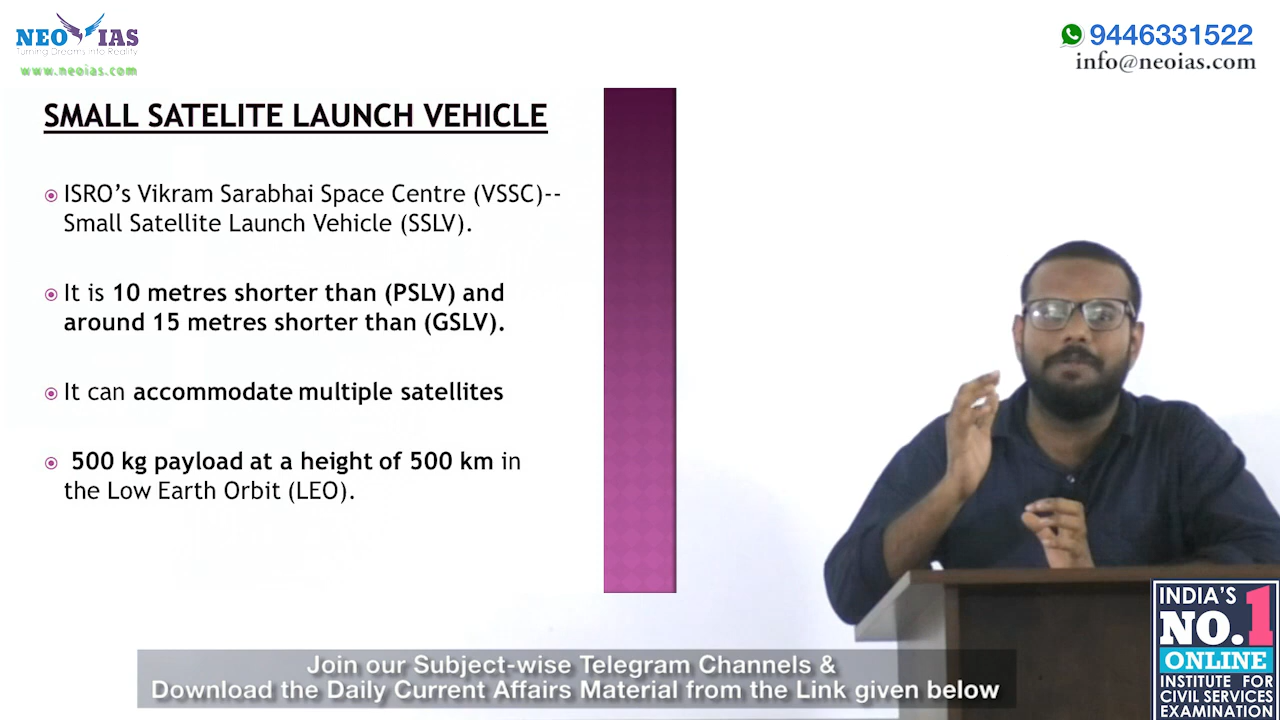 NEO IAS
Turning Dreams into Reality
www.neoias.com
9446331522
info@neoias.com
SMALL SATELITE LAUNCH VEHICLE
ISRO’s Vikram Sarabhai Space Centre (VSSC)--
Small Satellite Launch Vehicle (SSLV).
It is 10 metres shorter than (PSLV) and
around 15 metres shorter than (GSLV).
It can accommodate multiple satellites
500 kg payload at a height of 500 km in
the Low Earth Orbit (LEO).
INDIA'S
NO.1
ONLINE
INSTITUTE FOR
CIVIL SERVICES
EXAMINATION
Join our Subject-wise Telegram Channels &
Download the Daily Current Affairs Material from the Link given below